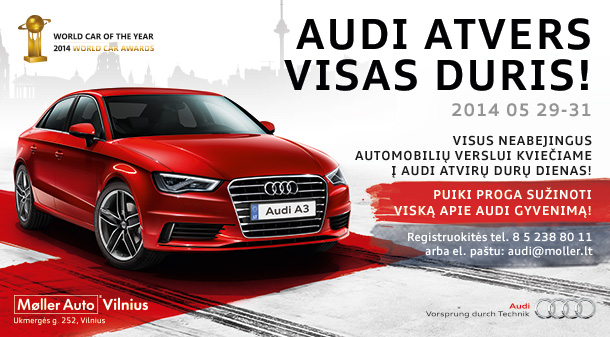 WORLD CAR OF THE YEAR
2014 WORLD CAR AWARDS
AUDI ATVERS
VISAS DURIS!
2014 05 29-31
VISUS NEABEJINGUS
AUTOMOBILIŲ VERSLUI KVIEČIAME
Į AUDI ATVIRŲ DURŲ DIENAS!
PUIKI PROGA SUŽINOTI
VISKĄ APIE AUDI GYVENIMĄ!
Registruokitės tel. 8 5 238 80 11
arba el. paštu: audi@moller.lt
Audi A3
Møller Auto Vilnius
Ukmergės g. 252, Vilnius
Audi
Vorsprung durch Technik